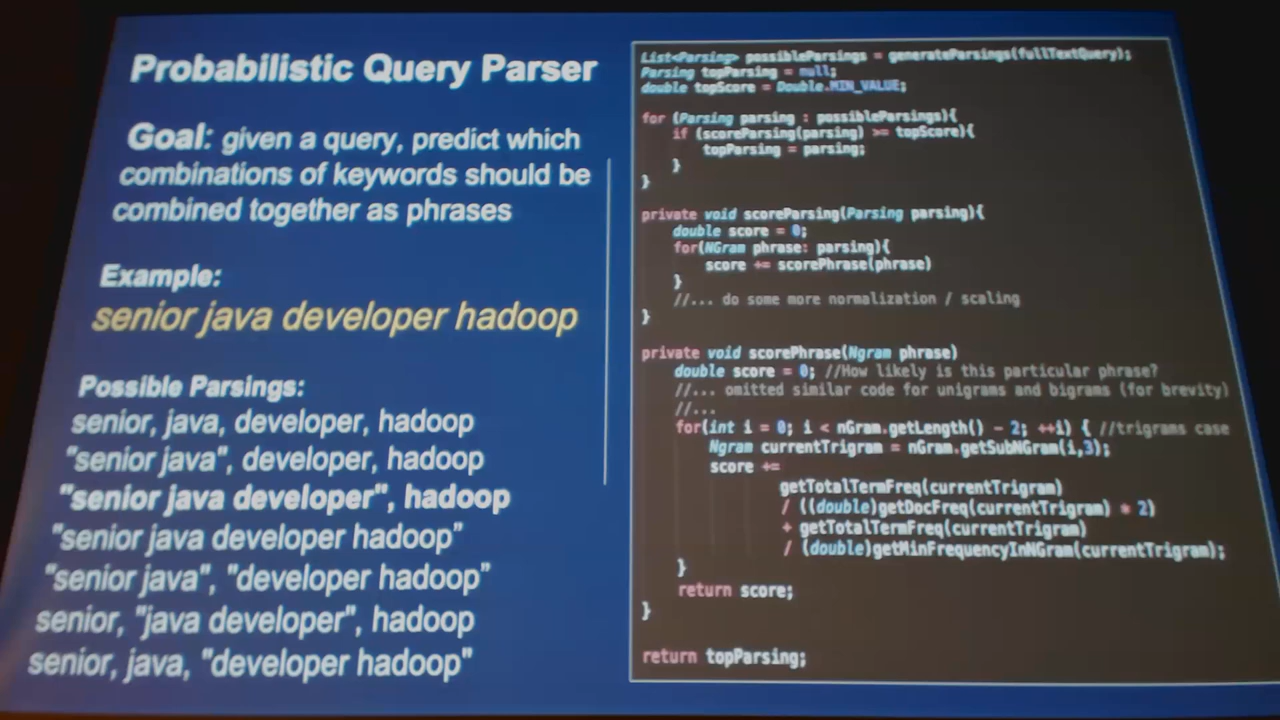 Probabilistic Query Parser
Goal: given a query, predict which
combinations of keywords should be
combined together as phrases
Example:
senior java developer hadoop
Possible Parsings:
senior, java, developer, hadoop
"senior java", developer, hadoop
"senior java developer", hadoop
"senior java developer hadoop"
"senior java", "developer hadoop"
senior, "java developer", hadoop
senior, java, "developer hadoop"
List<Parsing> possibleParsings = generateParsings(fullTextQuery);
Parsing topParsing = null;
double topScore = Double.MIN_VALUE;
for (Parsing parsing : possibleParsings){
if (scoreParsing(parsing) >= topScore){
topParsing = parsing;
}
}
private void scoreParsing(Parsing parsing){
double score = 0;
for(NGram phrase: parsing){
score += scorePhrase(phrase)
}
//... do some more normalization / scaling
}
private void scorePhrase(Ngram phrase)
double score = 0; //How likely is this particular phrase?
//... omitted similar code for unigrams and bigrams (for brevity)
//...
for(int i = 0; i < nGram.getLength() - 2; ++i) { //trigrams case
Ngram currentTrigram = nGram.getSubNGram(i,3);
score +=
getTotalTermFreq(currentTrigram)
/ ((double)getDocFreq(currentTrigram) * 2)
+ getTotalTermFreq(currentTrigram)
/ (double)getMinFrequencyInNGram(currentTrigram);
}
return score;
}
return topParsing;